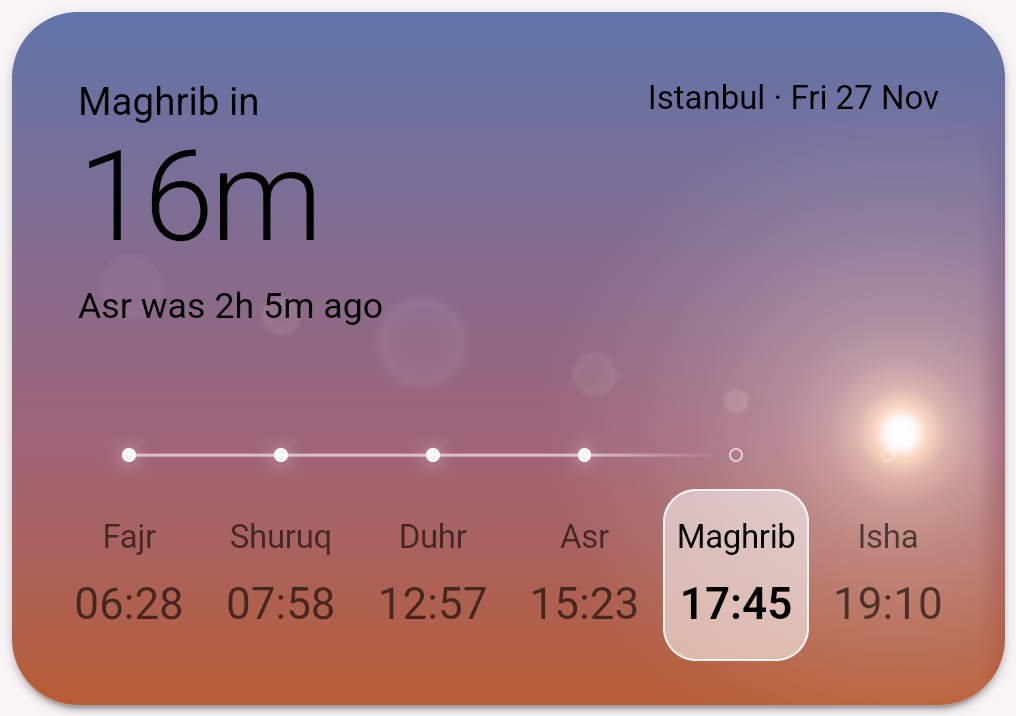 Maghrib in
Istanbul · Fri 27 Nov
16m
Asr was 2h 5m ago
Fajr Shuruq Duhr Asr Maghrib Isha
06:28 07:58 12:57 15:23 17:45 19:10